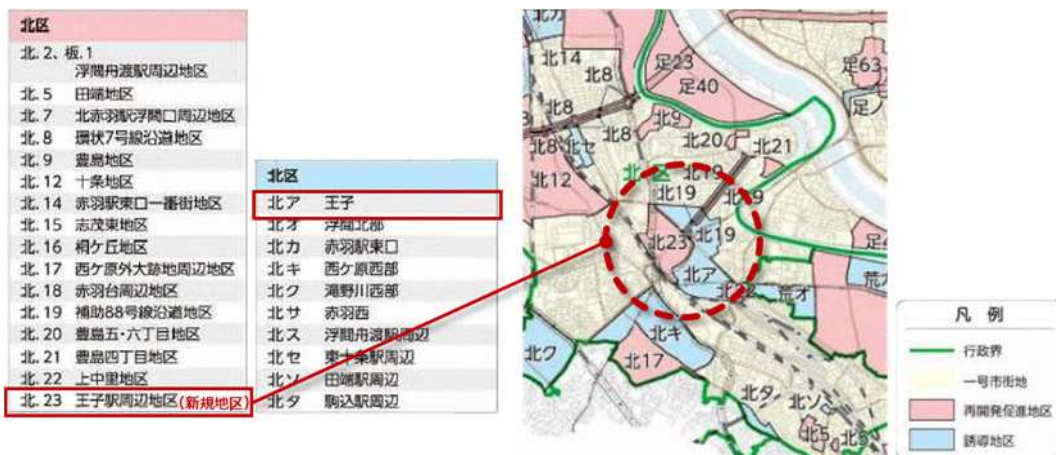 北区
北. 2、板. 1
浮間舟渡駅周辺地区
北. 5 田端地区
北. 7 北赤羽駅浮間口周辺地区
北. 8 環状7号線沿道地区
北. 9 豊島地区
北. 12 十条地区
北. 14 赤羽駅東口一番街地区
北. 15 志茂東地区
北. 16 桐ケ丘地区
北. 17 西ケ原外大跡地周辺地区
北. 18 赤羽台周辺地区
北. 19 補助88号線沿道地区
北. 20 豊島五・六丁目地区
北. 21 豊島四丁目地区
北. 22 上中里地区
北. 23 王子駅周辺地区(新規地区)
北区
北ア 王子
北オ 浮間北部
北カ 赤羽駅東口
北キ 西ケ原西部
北ク 滝野川西部
北サ 赤羽西
北ス 浮間舟渡駅周辺
北セ 東十条駅周辺
北ソ 田端駅周辺
北タ 駒込駅周辺
北カ
北14
北8
足23
足40
足63
足ノ
北8
北8
北9
北20
北8
北セ
北21
北12
北19
北19
北19
北23
北19
北ア
北22
荒オ
北キ
北ク
北17
北タ
北ソ
北5
凡 例
行政界
一号市街地
再開発促進地区
誘導地区